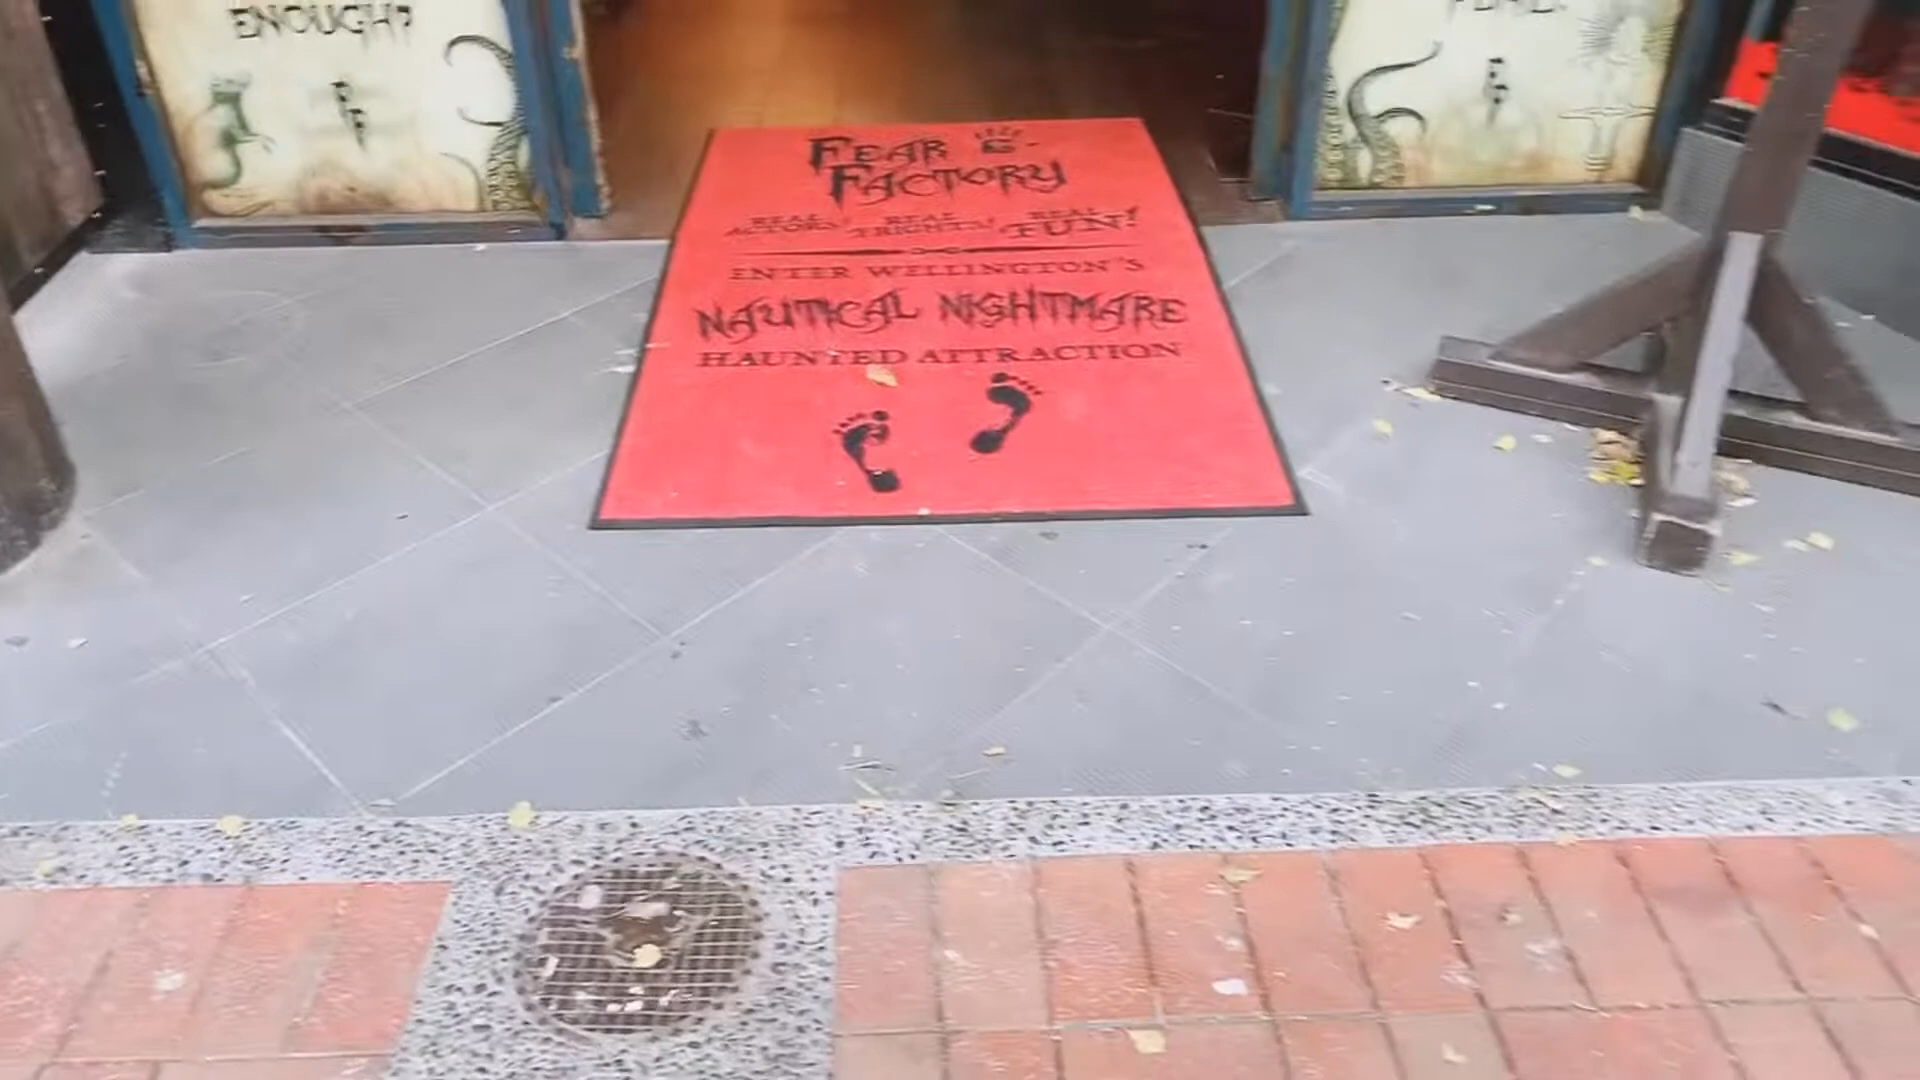 ENOUGH?
FEAR
FACTORY
REAL ACTORS! REAL FRIGHTS! REAL FUN!
ENTER WELLINGTON'S
NAUTICAL NIGHTMARE
HAUNTED ATTRACTION